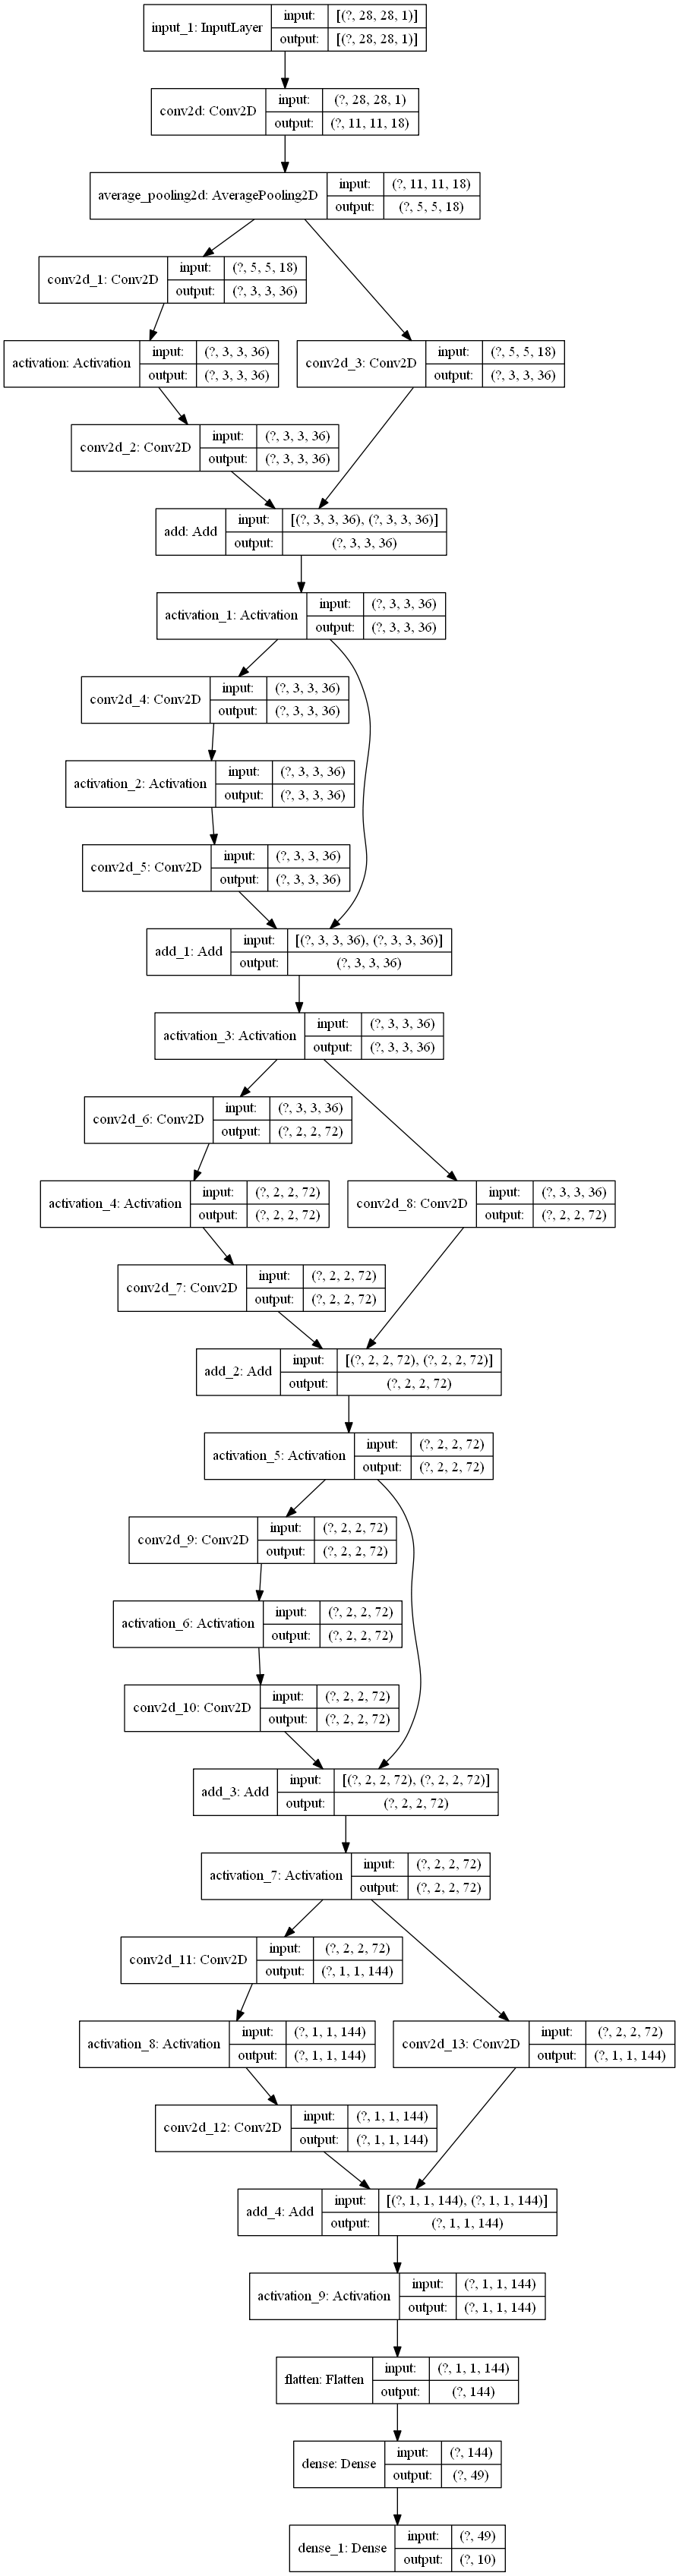 input_1: InputLayer
input:
[(?, 28, 28, 1)]
output:
[(?, 28, 28, 1)]
conv2d: Conv2D
input:
(?, 28, 28, 1)
output:
(?, 11, 11, 18)
average_pooling2d: AveragePooling2D
input:
(?, 11, 11, 18)
output:
(?, 5, 5, 18)
conv2d_1: Conv2D
input:
(?, 5, 5, 18)
output:
(?, 3, 3, 36)
activation: Activation
input:
(?, 3, 3, 36)
output:
(?, 3, 3, 36)
conv2d_3: Conv2D
input:
(?, 5, 5, 18)
output:
(?, 3, 3, 36)
conv2d_2: Conv2D
input:
(?, 3, 3, 36)
output:
(?, 3, 3, 36)
add: Add
input:
[(?, 3, 3, 36), (?, 3, 3, 36)]
output:
(?, 3, 3, 36)
activation_1: Activation
input:
(?, 3, 3, 36)
output:
(?, 3, 3, 36)
conv2d_4: Conv2D
input:
(?, 3, 3, 36)
output:
(?, 3, 3, 36)
activation_2: Activation
input:
(?, 3, 3, 36)
output:
(?, 3, 3, 36)
conv2d_5: Conv2D
input:
(?, 3, 3, 36)
output:
(?, 3, 3, 36)
add_1: Add
input:
[(?, 3, 3, 36), (?, 3, 3, 36)]
output:
(?, 3, 3, 36)
activation_3: Activation
input:
(?, 3, 3, 36)
output:
(?, 3, 3, 36)
conv2d_6: Conv2D
input:
(?, 3, 3, 36)
output:
(?, 2, 2, 72)
activation_4: Activation
input:
(?, 2, 2, 72)
output:
(?, 2, 2, 72)
conv2d_8: Conv2D
input:
(?, 3, 3, 36)
output:
(?, 2, 2, 72)
conv2d_7: Conv2D
input:
(?, 2, 2, 72)
output:
(?, 2, 2, 72)
add_2: Add
input:
[(?, 2, 2, 72), (?, 2, 2, 72)]
output:
(?, 2, 2, 72)
activation_5: Activation
input:
(?, 2, 2, 72)
output:
(?, 2, 2, 72)
conv2d_9: Conv2D
input:
(?, 2, 2, 72)
output:
(?, 2, 2, 72)
activation_6: Activation
input:
(?, 2, 2, 72)
output:
(?, 2, 2, 72)
conv2d_10: Conv2D
input:
(?, 2, 2, 72)
output:
(?, 2, 2, 72)
add_3: Add
input:
[(?, 2, 2, 72), (?, 2, 2, 72)]
output:
(?, 2, 2, 72)
activation_7: Activation
input:
(?, 2, 2, 72)
output:
(?, 2, 2, 72)
conv2d_11: Conv2D
input:
(?, 2, 2, 72)
output:
(?, 1, 1, 144)
activation_8: Activation
input:
(?, 1, 1, 144)
output:
(?, 1, 1, 144)
conv2d_13: Conv2D
input:
(?, 2, 2, 72)
output:
(?, 1, 1, 144)
conv2d_12: Conv2D
input:
(?, 1, 1, 144)
output:
(?, 1, 1, 144)
add_4: Add
input:
[(?, 1, 1, 144), (?, 1, 1, 144)]
output:
(?, 1, 1, 144)
activation_9: Activation
input:
(?, 1, 1, 144)
output:
(?, 1, 1, 144)
flatten: Flatten
input:
(?, 1, 1, 144)
output:
(?, 144)
dense: Dense
input:
(?, 144)
output:
(?, 49)
dense_1: Dense
input:
(?, 49)
output:
(?, 10)